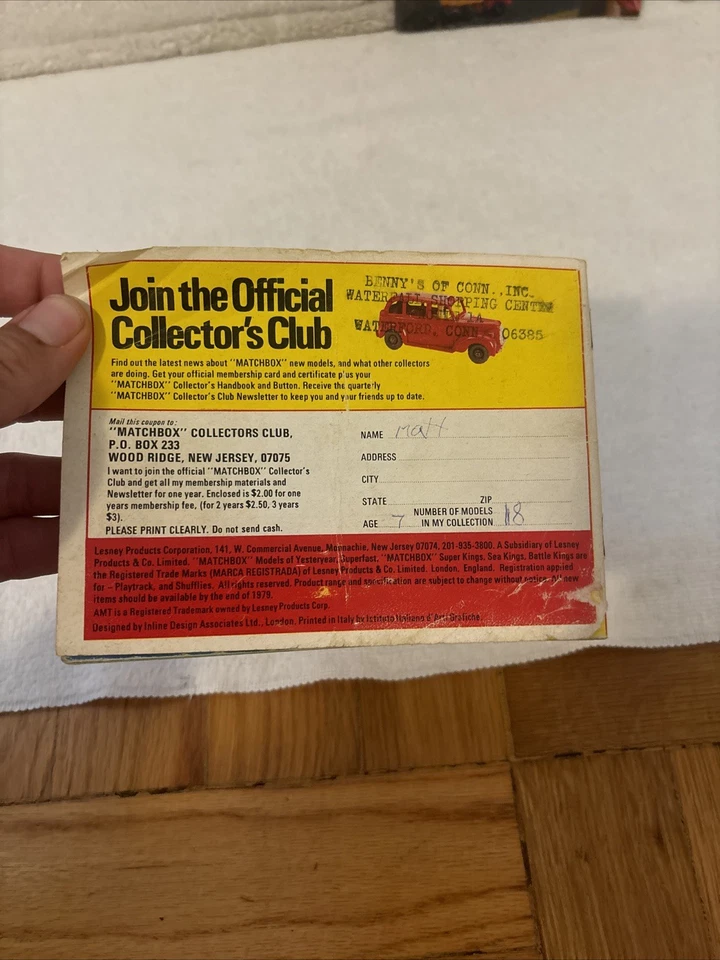 Join the Official
Collector's Club
BENNY'S OF CONN., INC.
WATERFALL SHOPPING CENTER
WATERFORD, CONN. 06385
Find out the latest news about "MATCHBOX" new models, and what other collectors
are doing. Get your official membership card and certificate plus your
"MATCHBOX" Collector's Handbook and Button. Receive the quarterly
"MATCHBOX" Collector's Club Newsletter to keep you and your friends up to date.
Mail this coupon to:
"MATCHBOX" COLLECTORS CLUB,
P.O. BOX 233
WOOD RIDGE, NEW JERSEY, 07075
I want to join the official "MATCHBOX" Collector's
Club and get all my membership materials and
Newsletter for one year. Enclosed is $2.00 for one
years membership fee, (for 2 years $2.50, 3 years
$3).
PLEASE PRINT CLEARLY. Do not send cash.
NAME Matt
ADDRESS
CITY
STATE ZIP
AGE 7 NUMBER OF MODELS IN MY COLLECTION 18
Lesney Products Corporation, 141, W. Commercial Avenue, Moonachie, New Jersey 07074, 201-935-3800. A Subsidiary of Lesney
Products & Co. Limited. "MATCHBOX" Models of Yesteryear, Superfast, "MATCHBOX" Super Kings, Sea Kings, Battle Kings are
the Registered Trade Marks (MARCA REGISTRADA) of Lesney Products & Co. Limited. London, England. Registration applied
for – Playtrack, and Shufflies. All rights reserved. Product range and specification are subject to change without notice. All new
items should be available by the end of 1979.
AMT is a Registered Trademark owned by Lesney Products Corp.
Designed by Inline Design Associates Ltd., London. Printed in Italy by Istituto Italiano d'Arti Grafiche.